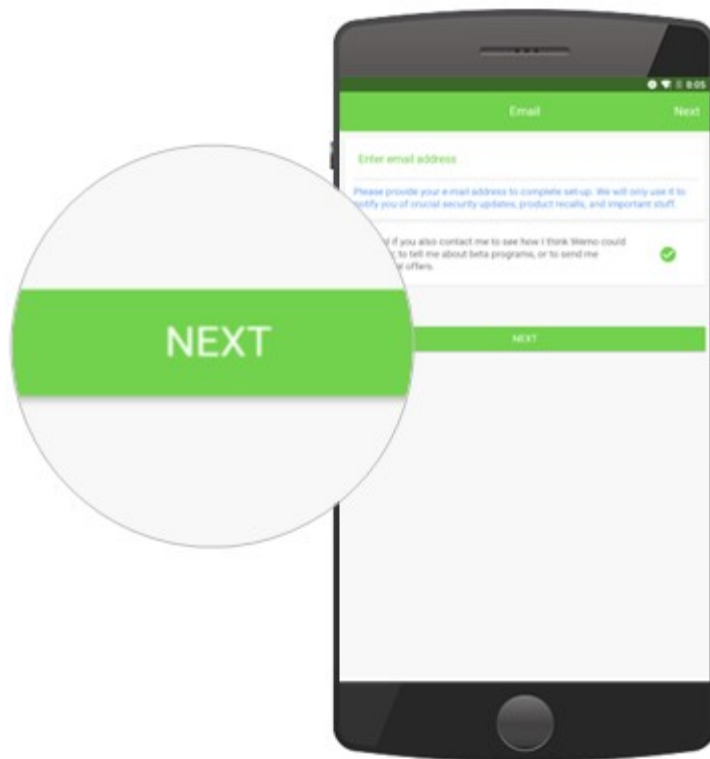 8:05
Email Next
Enter email address
Please provide your e-mail address to complete set-up. We will only use it to
notify you of crucial security updates, product recalls, and important stuff.
if you also contact me to see how I think Wemo could
to tell me about beta programs, or to send me
offers.
NEXT
NEXT